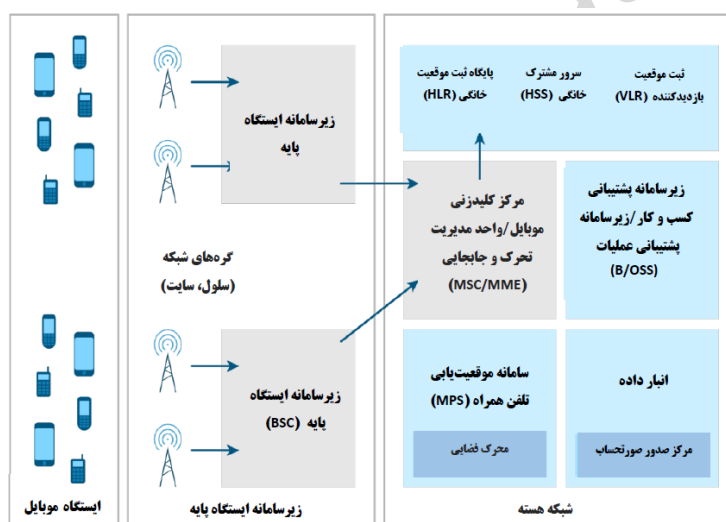 زیرسامانه ایستگاه
پایه
گره‌های شبکه
(سلول، سایت)
زیرسامانه ایستگاه
پایه (BSC)
پایگاه ثبت موقعیت
خانگی (HLR)
سرور مشترک
خانگی (HSS)
ثبت موقعیت
بازدیدکننده (VLR)
مرکز کلیدزنی
موبایل/واحد مدیریت
تحرک و جابجایی
(MSC/MME)
زیرسامانه پشتیبانی
کسب و کار/زیرسامانه
پشتیبانی عملیات
(B/OSS)
سامانه موقعیت‌یابی
تلفن همراه (MPS)
محرک فضایی
انبار داده
مرکز صدور صورتحساب
ایستگاه موبایل
زیرسامانه ایستگاه پایه
شبکه هسته